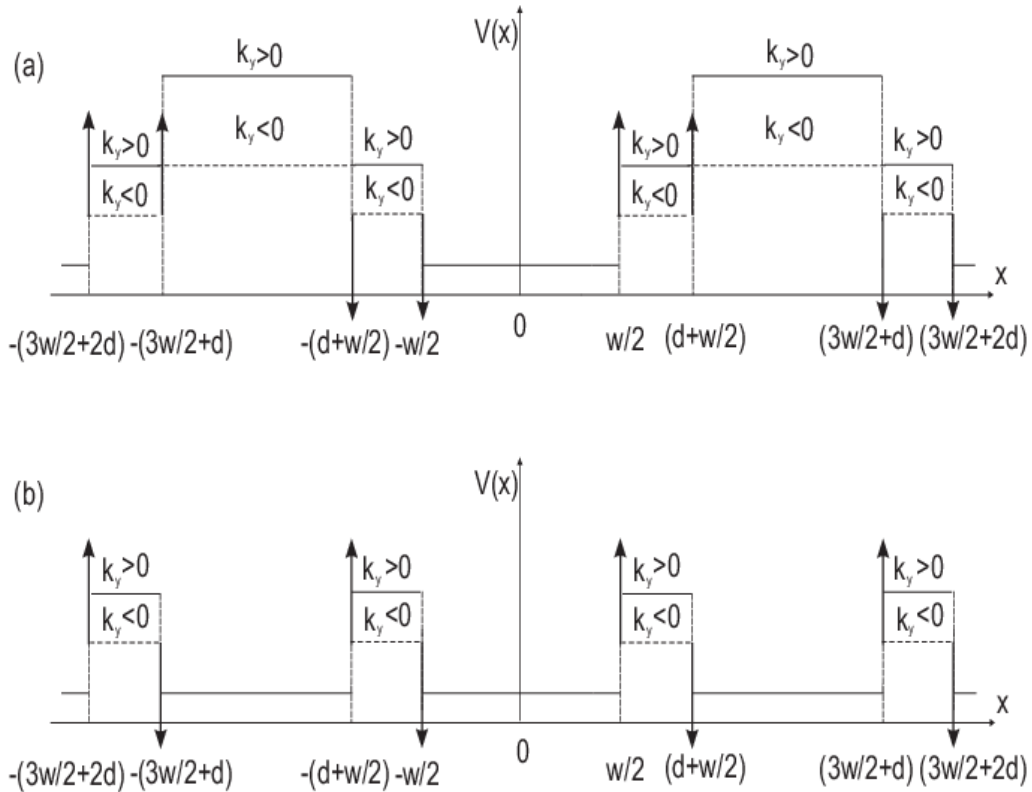 (a)
V(x)
k_y>0 k_y>0
k_y>0 k_y<0 k_y>0 k_y>0 k_y<0 k_y>0
k_y<0 k_y<0 k_y<0 k_y<0
x
-(3w/2+2d) -(3w/2+d) -(d+w/2) -w/2 0 w/2 (d+w/2) (3w/2+d) (3w/2+2d)
(b)
V(x)
k_y>0 k_y>0 k_y>0 k_y>0
k_y<0 k_y<0 k_y<0 k_y<0
x
-(3w/2+2d) -(3w/2+d) -(d+w/2) -w/2 0 w/2 (d+w/2) (3w/2+d) (3w/2+2d)